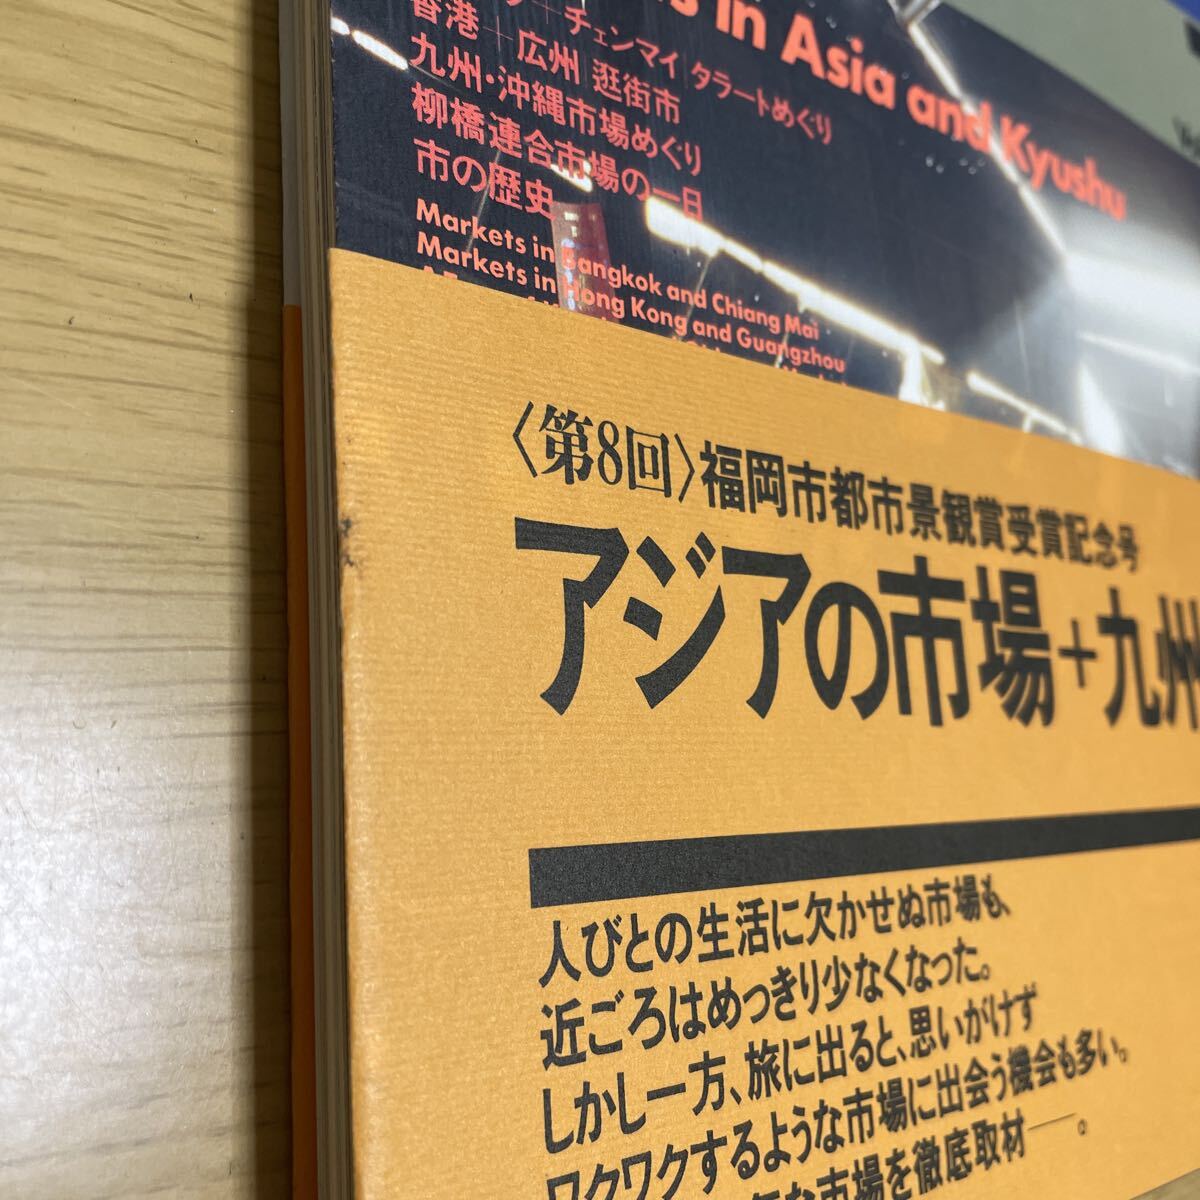 in Asia and Kyushu
チェンマイ|タラートめぐり
香港+広州|逛街市
九州・沖縄市場めぐり
柳橋連合市場の一日
市の歴史
Markets in Bangkok and Chiang Mai
Markets in Hong Kong and Guangzhou
〈第8回〉福岡市都市景観賞受賞記念号
アジアの市場+九州
人びとの生活に欠かせぬ市場も、
近ごろはめっきり少なくなった。
しかし一方、旅に出ると、思いがけず
ワクワクするような市場に出会う機会も多い。
な市場を徹底取材──。